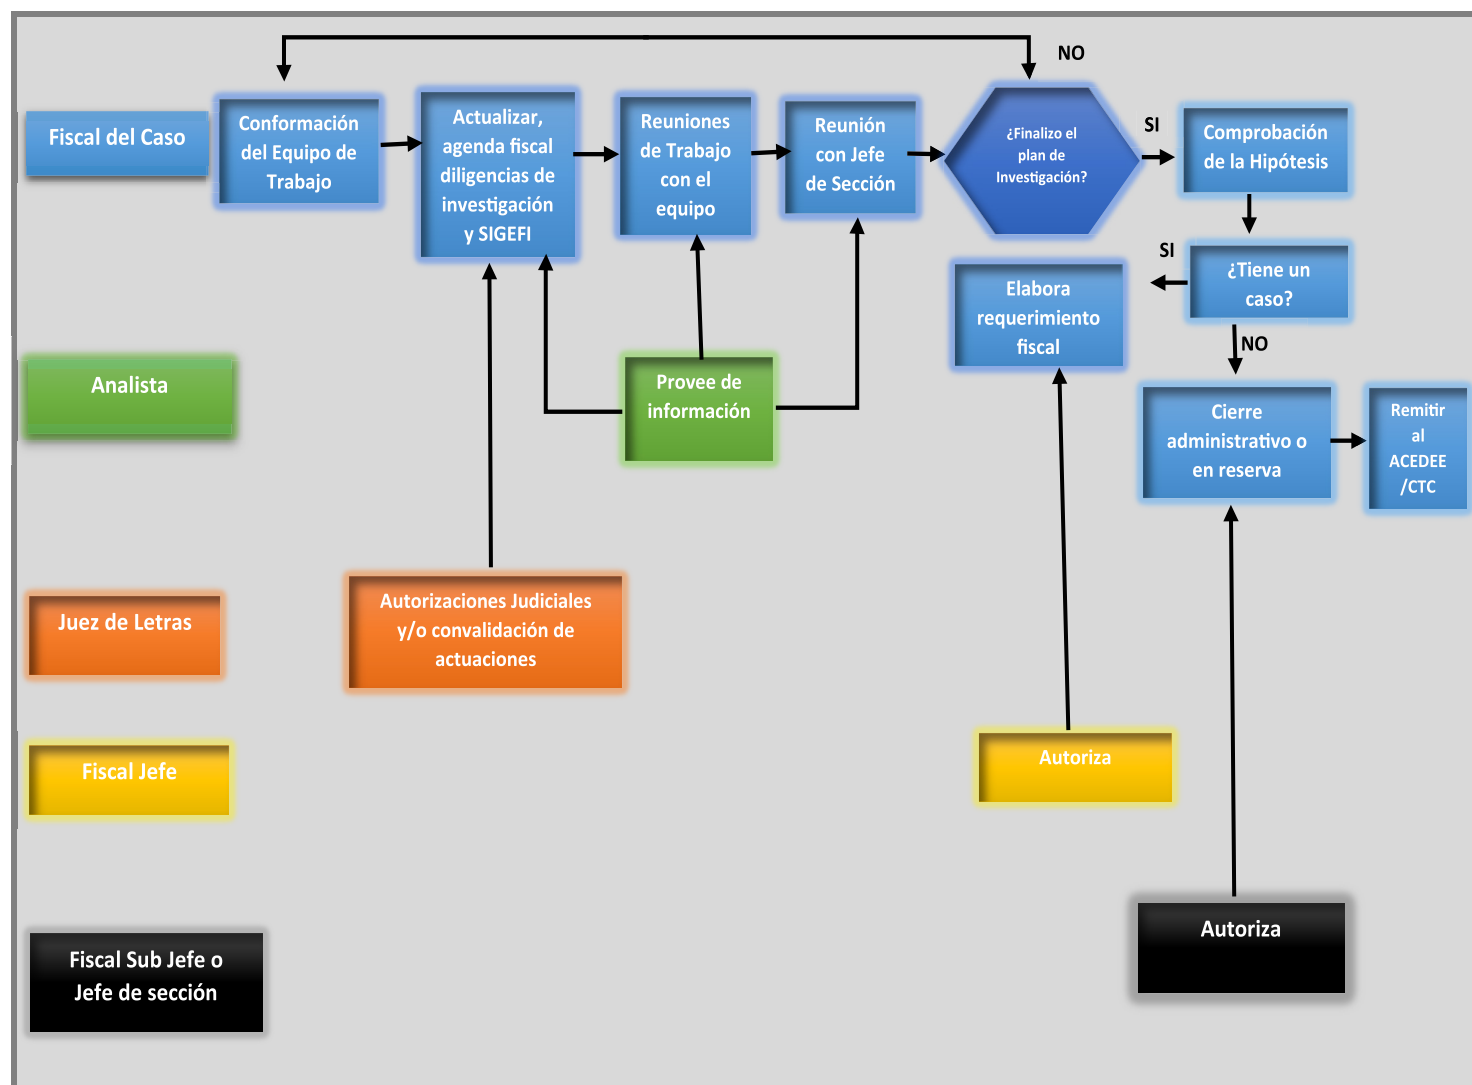 NO
Fiscal del Caso
Conformación
del Equipo de
Trabajo
Actualizar,
agenda fiscal
diligencias de
investigación
y SIGEFI
Reuniones
de Trabajo
con el
equipo
Reunión
con Jefe
de Sección
¿Finalizo el
plan de
Investigación?
SI
Comprobación
de la Hipótesis
SI
¿Tiene un
caso?
Elabora
requerimiento
fiscal
NO
Analista
Provee de
información
Cierre
administrativo o
en reserva
Remitir
al
ACEDEE
/CTC
Juez de Letras
Autorizaciones Judiciales
y/o convalidación de
actuaciones
Fiscal Jefe
Autoriza
Fiscal Sub Jefe o
Jefe de sección
Autoriza